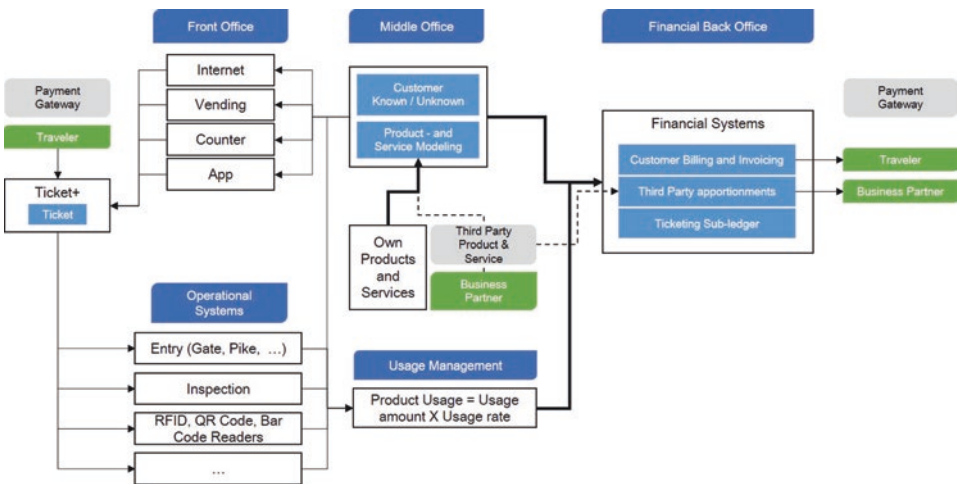 Front Office
Middle Office
Financial Back Office
Payment
Gateway
Traveler
Ticket+
Ticket
Internet
Vending
Counter
App
Customer
Known / Unknown
Product - and
Service Modeling
Own
Products
and
Services
Third Party
Product &
Service
Business
Partner
Financial Systems
Customer Billing and Invoicing
Third Party apportionments
Ticketing Sub-ledger
Payment
Gateway
Traveler
Business Partner
Operational
Systems
Entry (Gate, Pike, …)
Inspection
RFID, QR Code, Bar
Code Readers
…
Usage Management
Product Usage = Usage
amount X Usage rate